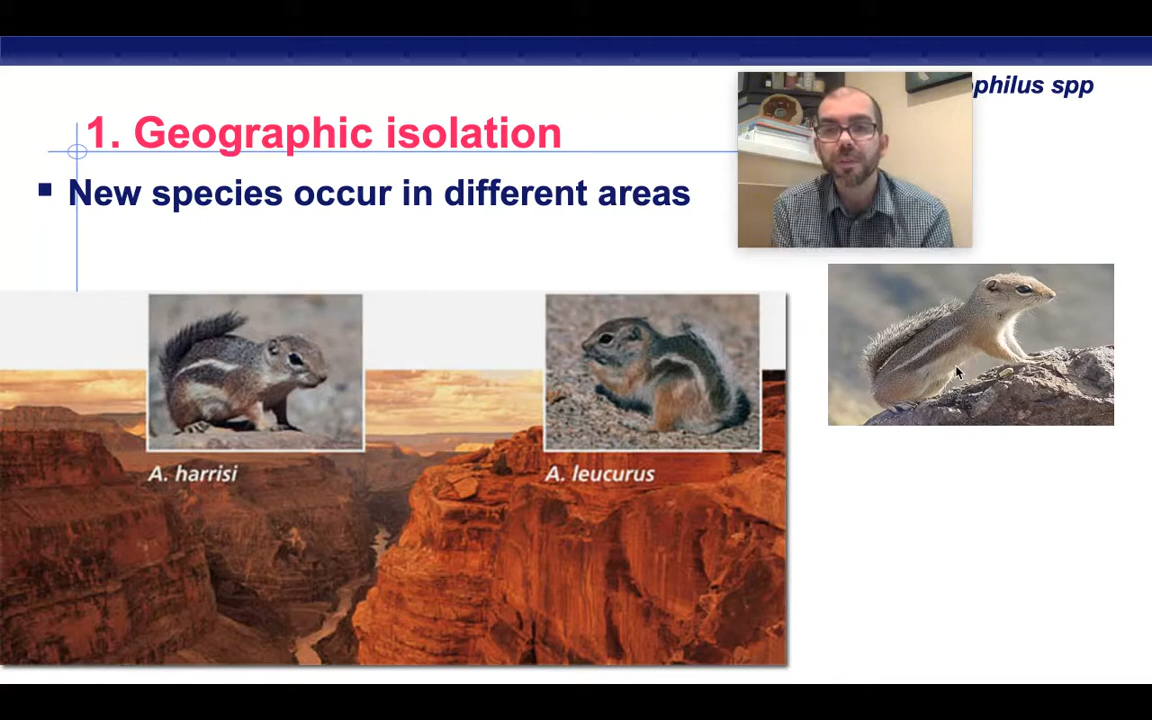 philus spp
1. Geographic isolation
▪ New species occur in different areas
A. harrisi
A. leucurus